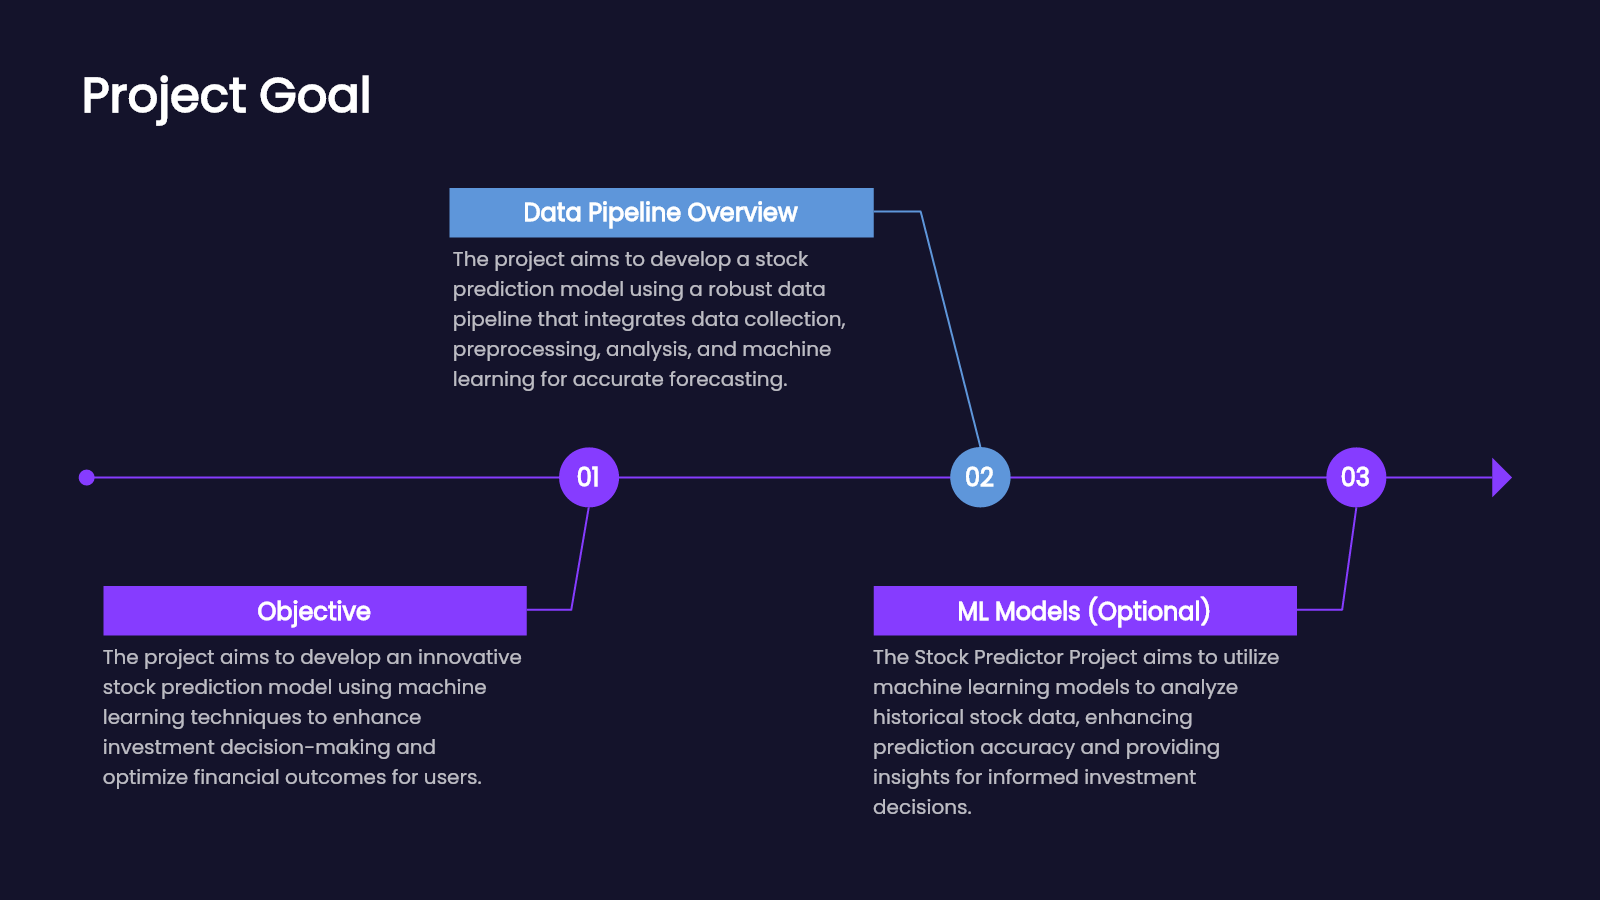 Project Goal
Data Pipeline Overview
The project aims to develop a stock
prediction model using a robust data
pipeline that integrates data collection,
preprocessing, analysis, and machine
learning for accurate forecasting.
01
02
03
Objective
The project aims to develop an innovative
stock prediction model using machine
learning techniques to enhance
investment decision-making and
optimize financial outcomes for users.
ML Models (Optional)
The Stock Predictor Project aims to utilize
machine learning models to analyze
historical stock data, enhancing
prediction accuracy and providing
insights for informed investment
decisions.